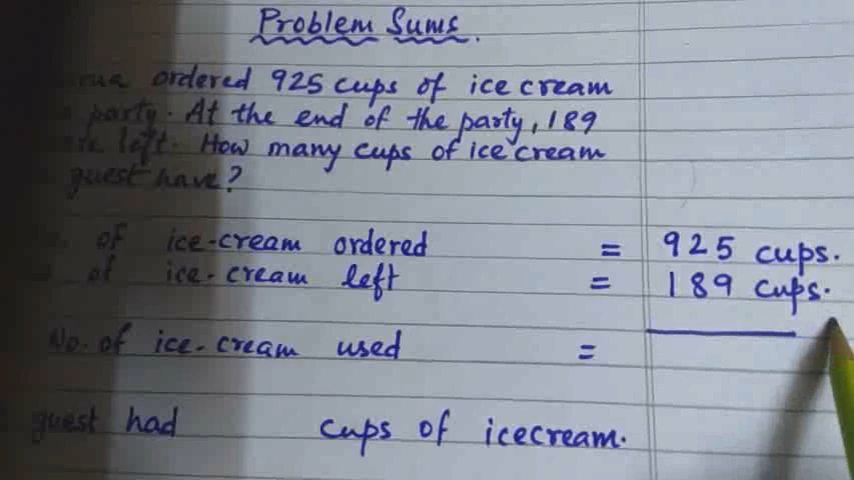 Problem Sums.
ordered 925 cups of ice cream
party. At the end of the party, 189
left. How many cups of ice cream
guest have?
of ice-cream ordered = 925 cups.
of ice-cream left = 189 cups.
No. of ice-cream used =
guest had cups of icecream.